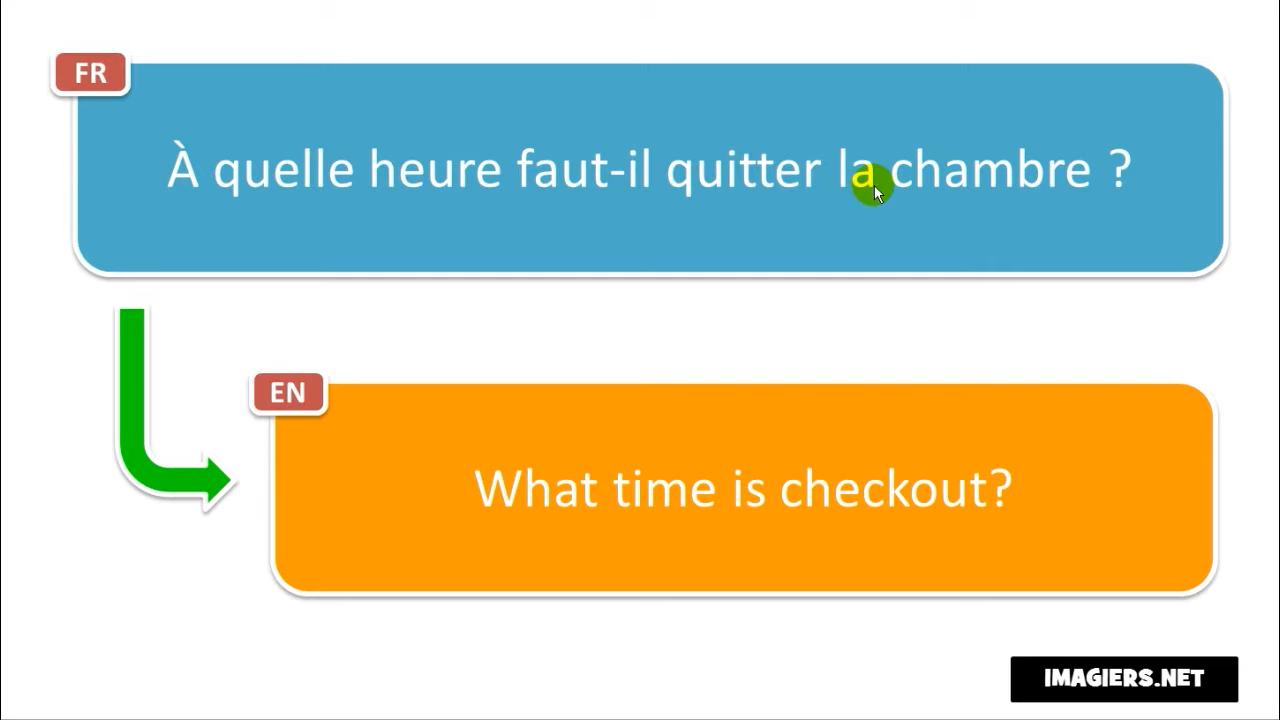 FR
À quelle heure faut-il quitter la chambre ?
EN
What time is checkout?
IMAGIERS.NET